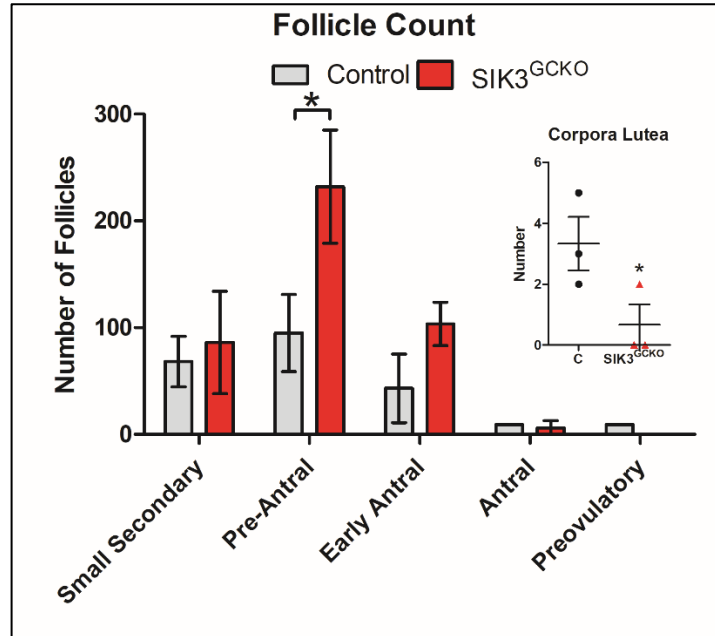 Follicle Count
Control SIK3GCKO
*
300
200
100
0
Number of Follicles
Small Secondary
Pre-Antral
Early Antral
Antral
Preovulatory
Corpora Lutea
6
4
2
0
Number
*
C SIK3GCKO